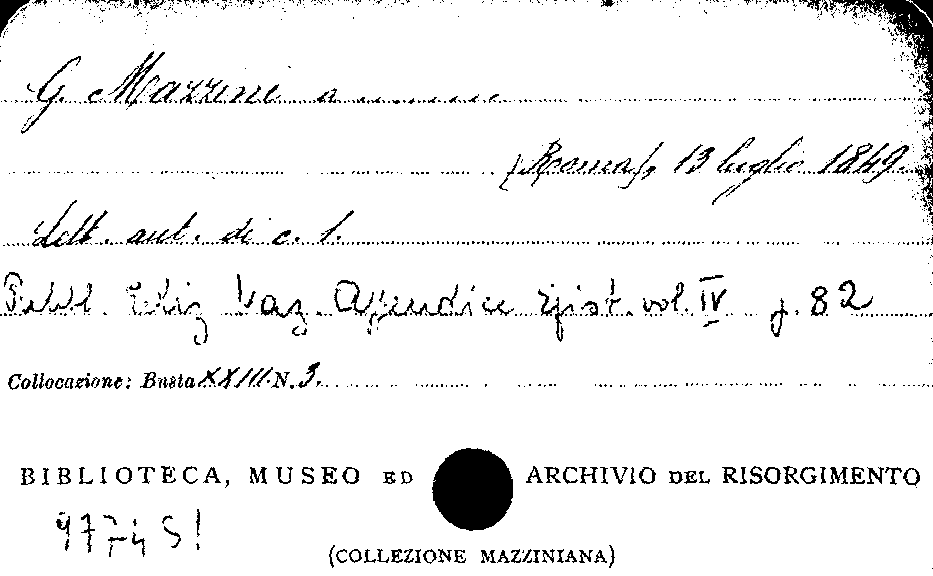 G. Mazzini a ........
(Roma), 13 luglio 1849.
Lett. aut. di c. 1.
Pubbl. Ediz. Naz. Appendice Epist. vol. IV p. 82
Collocazione: Busta XXIII N. 3.
BIBLIOTECA, MUSEO ED ARCHIVIO DEL RISORGIMENTO
(COLLEZIONE MAZZINIANA)